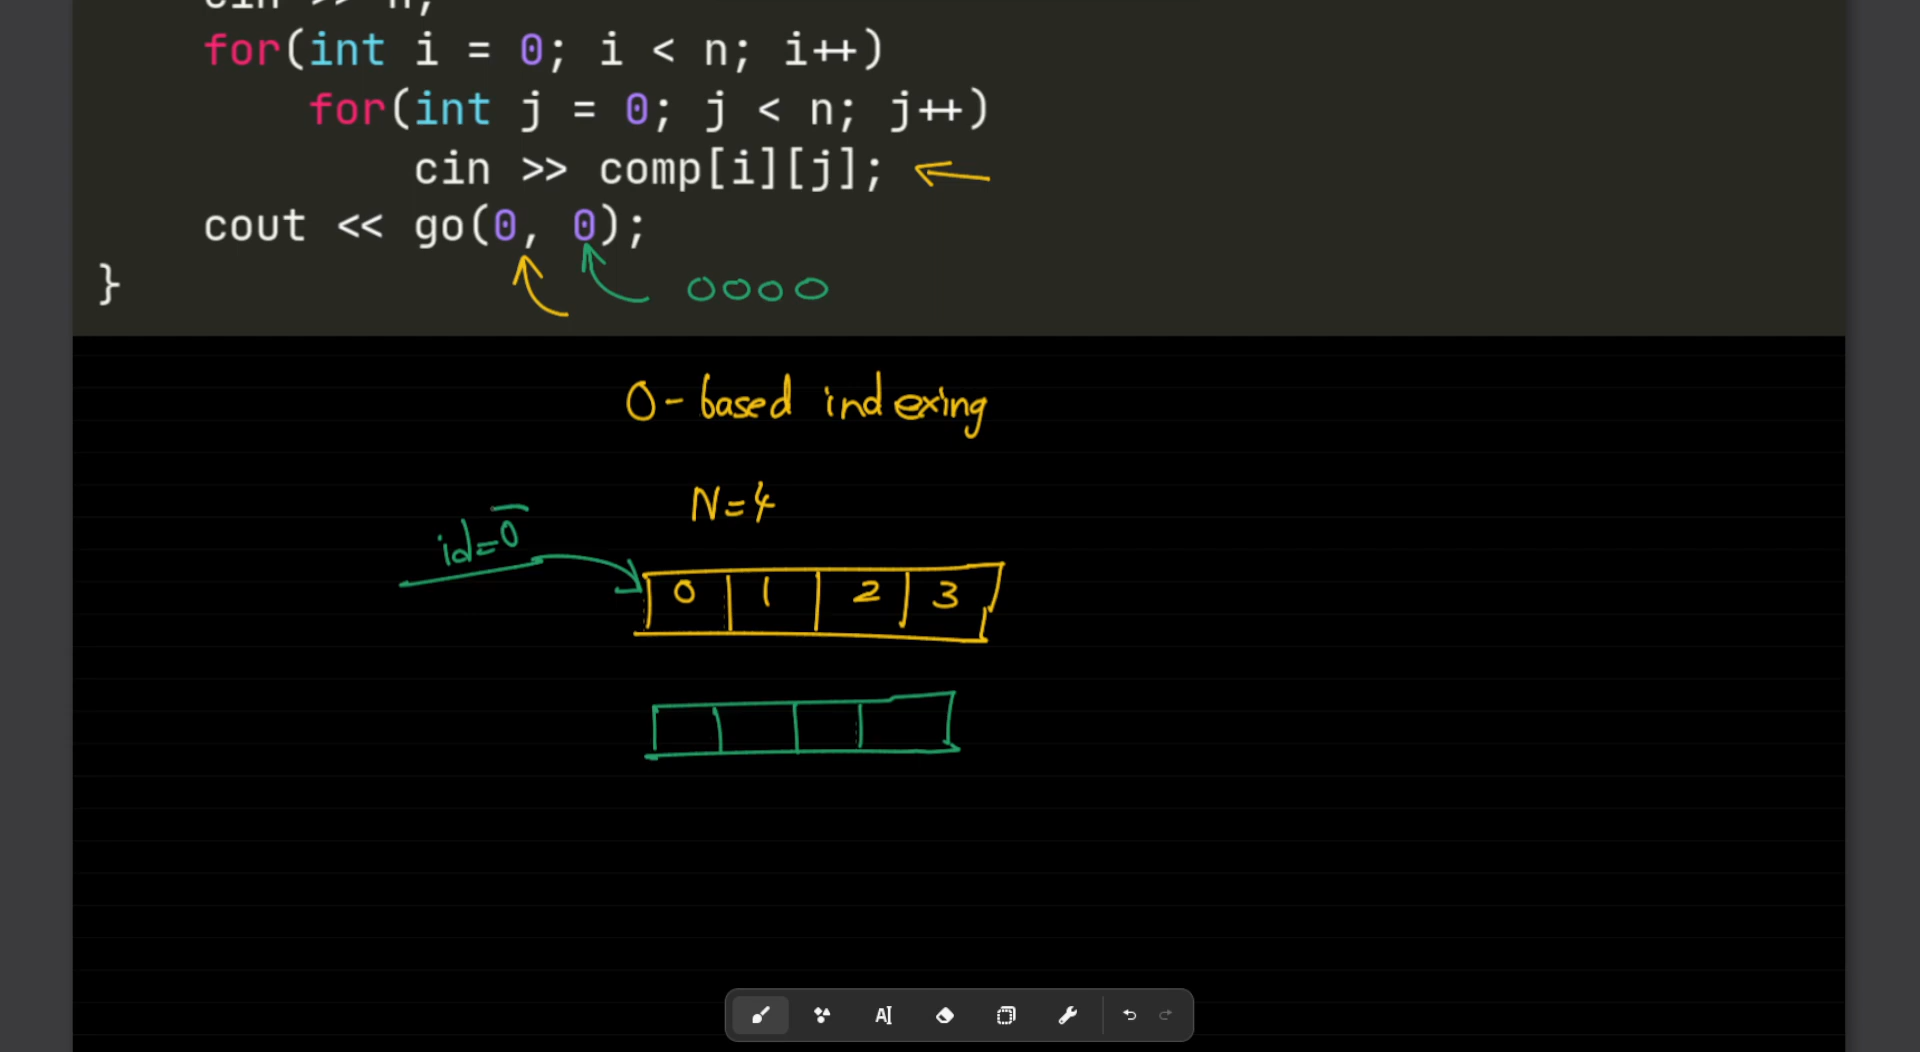 cin >> n;
for(int i = 0; i < n; i++)
for(int j = 0; j < n; j++)
cin >> comp[i][j];
cout << go(0, 0);
0000
}
0-based indexing
N=4
id=0
0 1 2 3